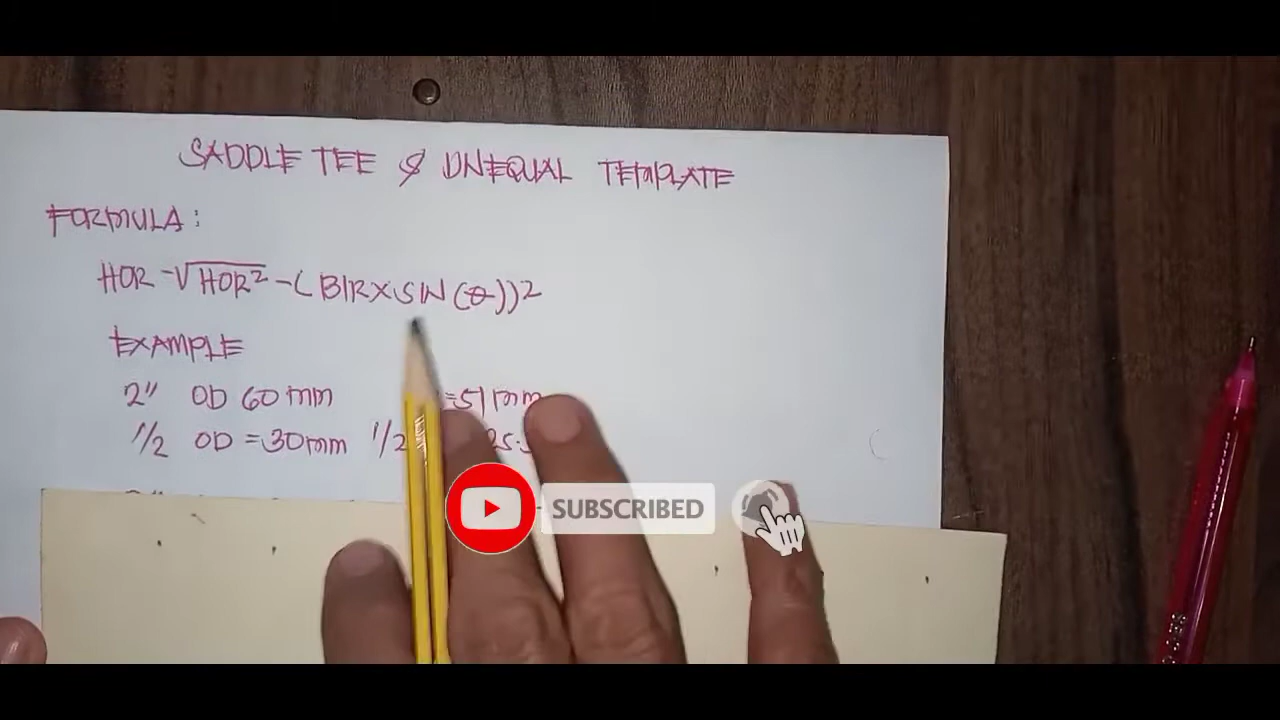 SADDLE TEE & UNEQUAL TEMPLATE
FORMULA:
HOR -√HOR² -(BIR×SIN(θ))2
EXAMPLE
2" OD 60 mm =51mm
1/2 OD =30mm 1/2
SUBSCRIBED